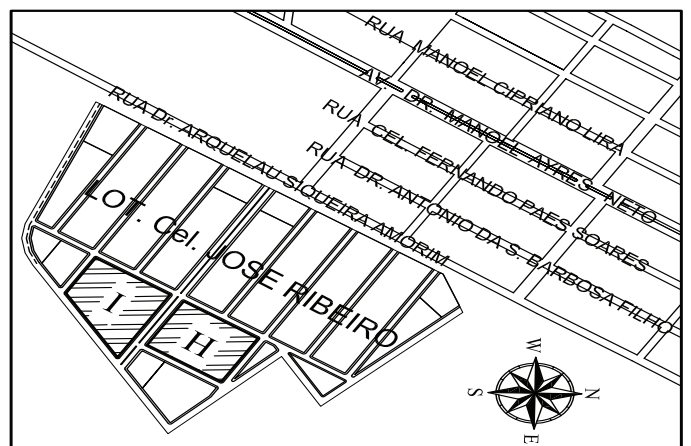 RUA MANOEL CIPRIANO LIRA
AV. DR. MANOEL AYRES NETO
RUA CEL FERNANDO PAES SOARES
RUA DR. ANTONIO DA S. BARBOSA FILHO
RUA Dr. ARQUELAU SIQUEIRA AMORIM
LOT. Cel. JOSE RIBEIRO
I
H
W
S
N
E